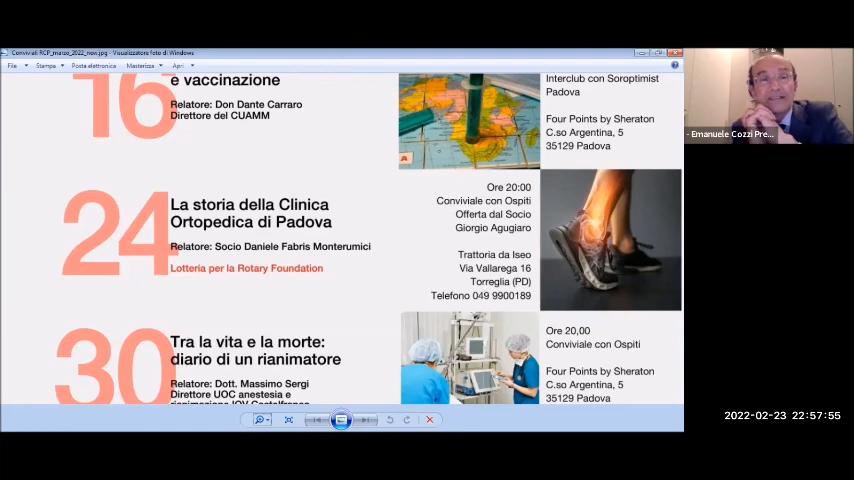 Conviviali RCP_marzo_2022_new.jpg - Visualizzatore foto di Windows
File
Stampa
Posta elettronica
Masterizza
Apri
16
e vaccinazione
Relatore: Don Dante Carraro
Direttore del CUAMM
Interclub con Soroptimist
Padova
Four Points by Sheraton
C.so Argentina, 5
35129 Padova
24
La storia della Clinica
Ortopedica di Padova
Relatore: Socio Daniele Fabris Monterumici
Lotteria per la Rotary Foundation
Ore 20:00
Conviviale con Ospiti
Offerta dal Socio
Giorgio Agugiaro
Trattoria da Iseo
Via Vallarega 16
Torreglia (PD)
Telefono 049 9900189
30
Tra la vita e la morte:
diario di un rianimatore
Relatore: Dott. Massimo Sergi
Direttore UOC anestesia e
rianimazione IOV Castelfranco
Ore 20,00
Conviviale con Ospiti
Four Points by Sheraton
C.so Argentina, 5
35129 Padova
- Emanuele Cozzi Pre...
2022-02-23 22:57:55